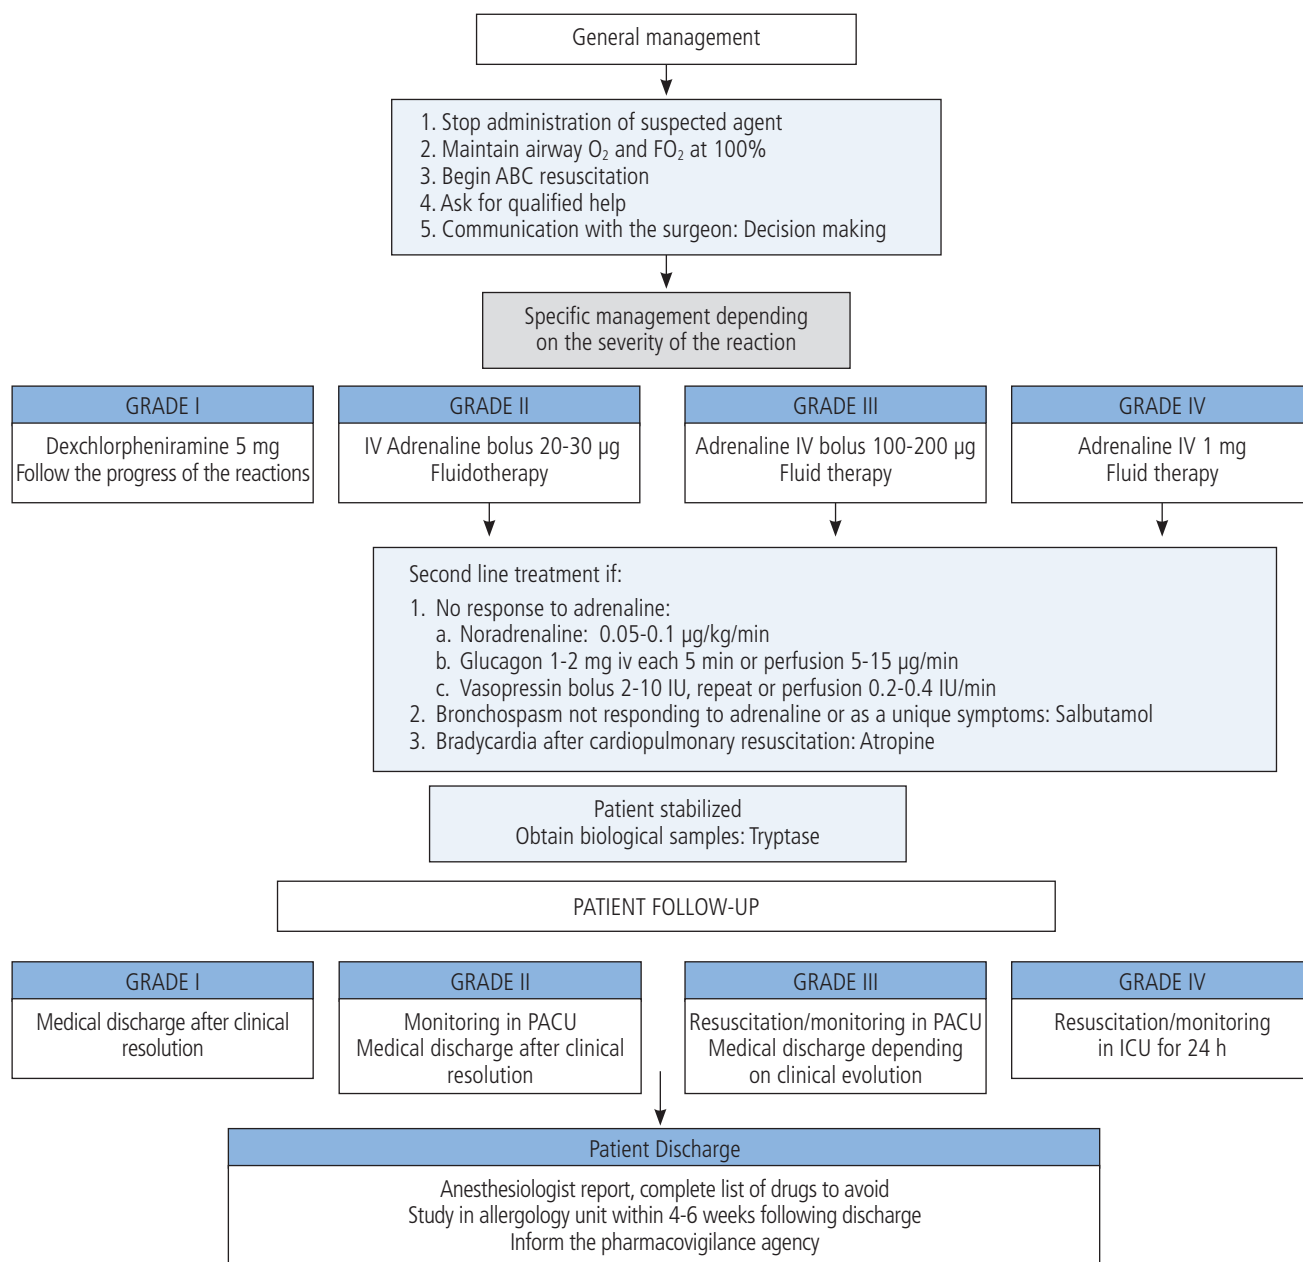 General management
1. Stop administration of suspected agent
2. Maintain airway O₂ and FO₂ at 100%
3. Begin ABC resuscitation
4. Ask for qualified help
5. Communication with the surgeon: Decision making
Specific management depending
on the severity of the reaction
GRADE I
Dexchlorpheniramine 5 mg
Follow the progress of the reactions
GRADE II
IV Adrenaline bolus 20-30 µg
Fluidotherapy
GRADE III
Adrenaline IV bolus 100-200 µg
Fluid therapy
GRADE IV
Adrenaline IV 1 mg
Fluid therapy
Second line treatment if:
1. No response to adrenaline:
a. Noradrenaline: 0.05-0.1 µg/kg/min
b. Glucagon 1-2 mg iv each 5 min or perfusion 5-15 µg/min
c. Vasopressin bolus 2-10 IU, repeat or perfusion 0.2-0.4 IU/min
2. Bronchospasm not responding to adrenaline or as a unique symptoms: Salbutamol
3. Bradycardia after cardiopulmonary resuscitation: Atropine
Patient stabilized
Obtain biological samples: Tryptase
PATIENT FOLLOW-UP
GRADE I
Medical discharge after clinical
resolution
GRADE II
Monitoring in PACU
Medical discharge after clinical
resolution
GRADE III
Resuscitation/monitoring in PACU
Medical discharge depending
on clinical evolution
GRADE IV
Resuscitation/monitoring
in ICU for 24 h
Patient Discharge
Anesthesiologist report, complete list of drugs to avoid
Study in allergology unit within 4-6 weeks following discharge
Inform the pharmacovigilance agency